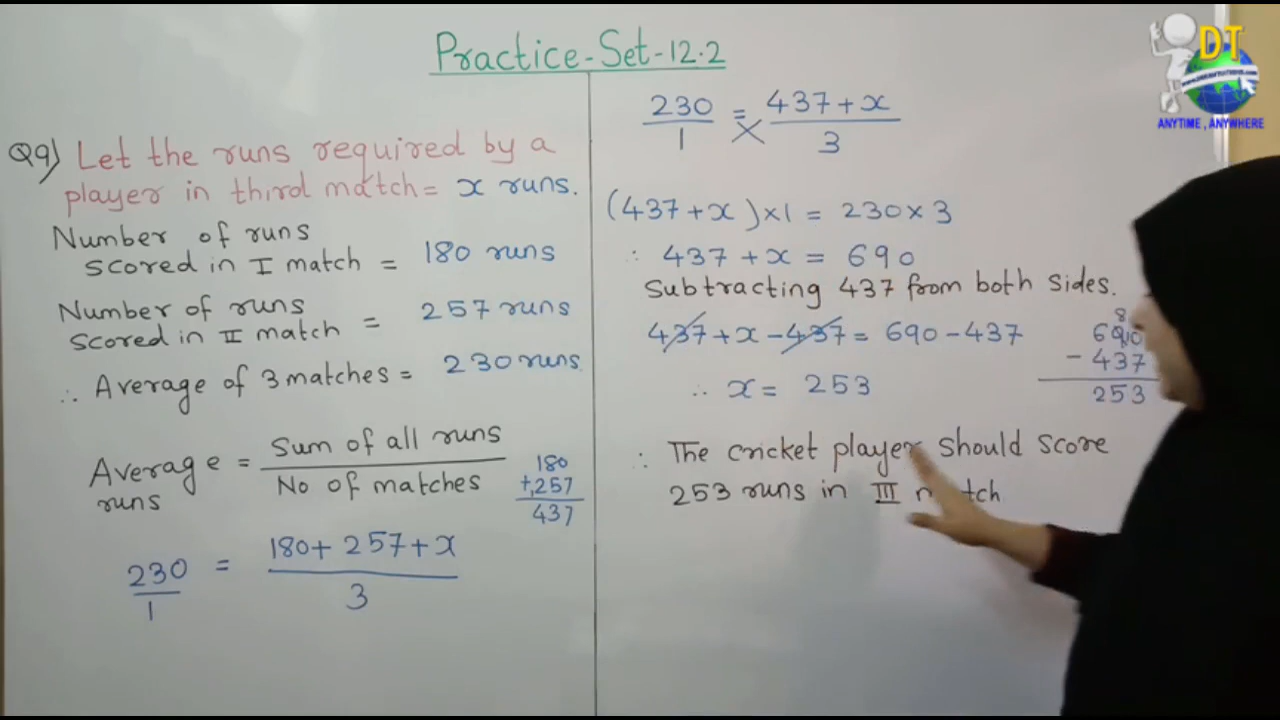 Practice-Set-12.2
Q9) Let the runs required by a
player in third match = x runs.
Number of runs
scored in I match = 180 runs
Number of runs
scored in II match = 257 runs
∴ Average of 3 matches = 230 runs
Average runs = Sum of all runs / No of matches
180
+257
437
230/1 = 180+ 257+x / 3
230/1 = 437+x / 3
(437+x)×1 = 230×3
∴ 437+x = 690
Subtracting 437 from both sides.
437+x-437 = 690-437
8
6910
- 437
253
∴ x = 253
∴ The cricket player should score
253 runs in III
DT
ANYTIME, ANYWHERE